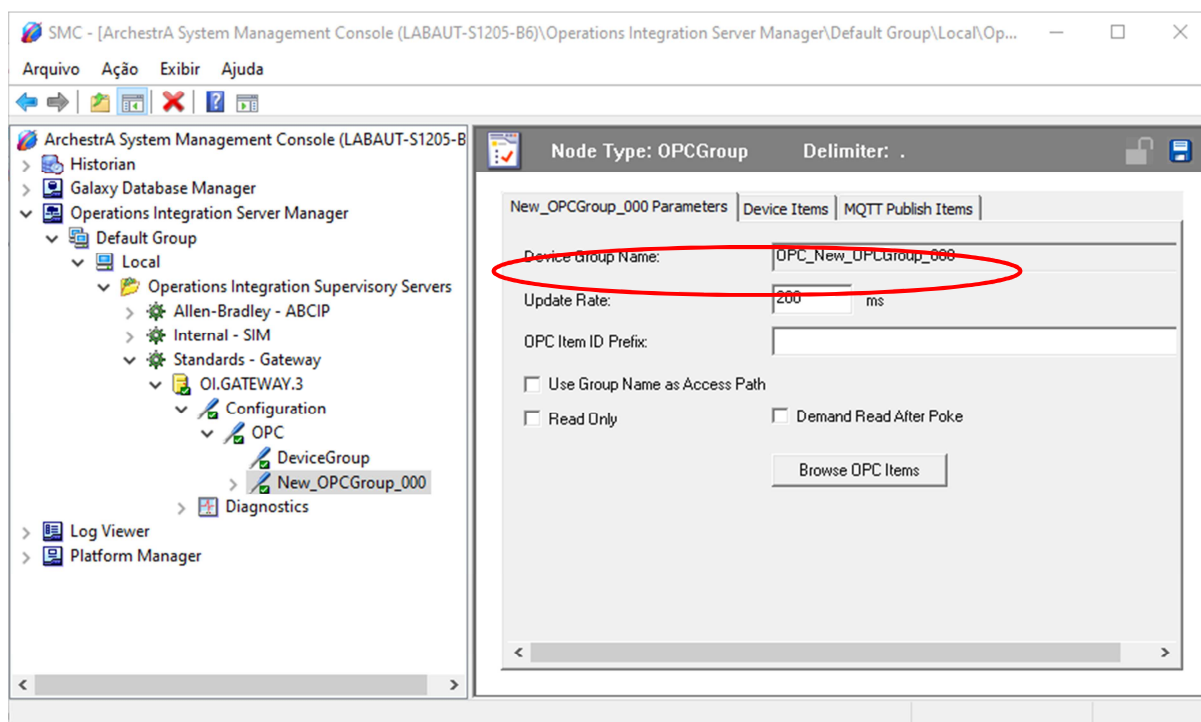 SMC - [ArchestrA System Management Console (LABAUT-S1205-B6)\Operations Integration Server Manager\Default Group\Local\Op...
Arquivo Ação Exibir Ajuda
ArchestrA System Management Console (LABAUT-S1205-B
Historian
Galaxy Database Manager
Operations Integration Server Manager
Default Group
Local
Operations Integration Supervisory Servers
Allen-Bradley - ABCIP
Internal - SIM
Standards - Gateway
OI.GATEWAY.3
Configuration
OPC
DeviceGroup
New_OPCGroup_000
Diagnostics
Log Viewer
Platform Manager
Node Type: OPCGroup Delimiter: .
New_OPCGroup_000 Parameters Device Items MQTT Publish Items
Device Group Name: OPC_New_OPCGroup_000
Update Rate: 200 ms
OPC Item ID Prefix:
Use Group Name as Access Path
Read Only Demand Read After Poke
Browse OPC Items